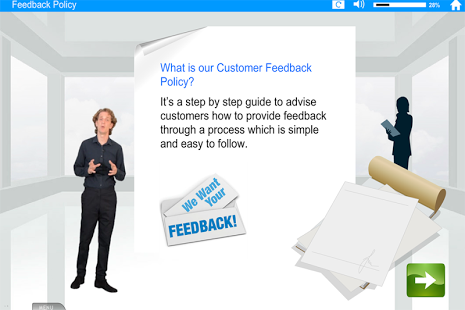 Feedback Policy
28%
What is our Customer Feedback
Policy?
It's a step by step guide to advise
customers how to provide feedback
through a process which is simple
and easy to follow.
We Want
Your
FEEDBACK!
MENU